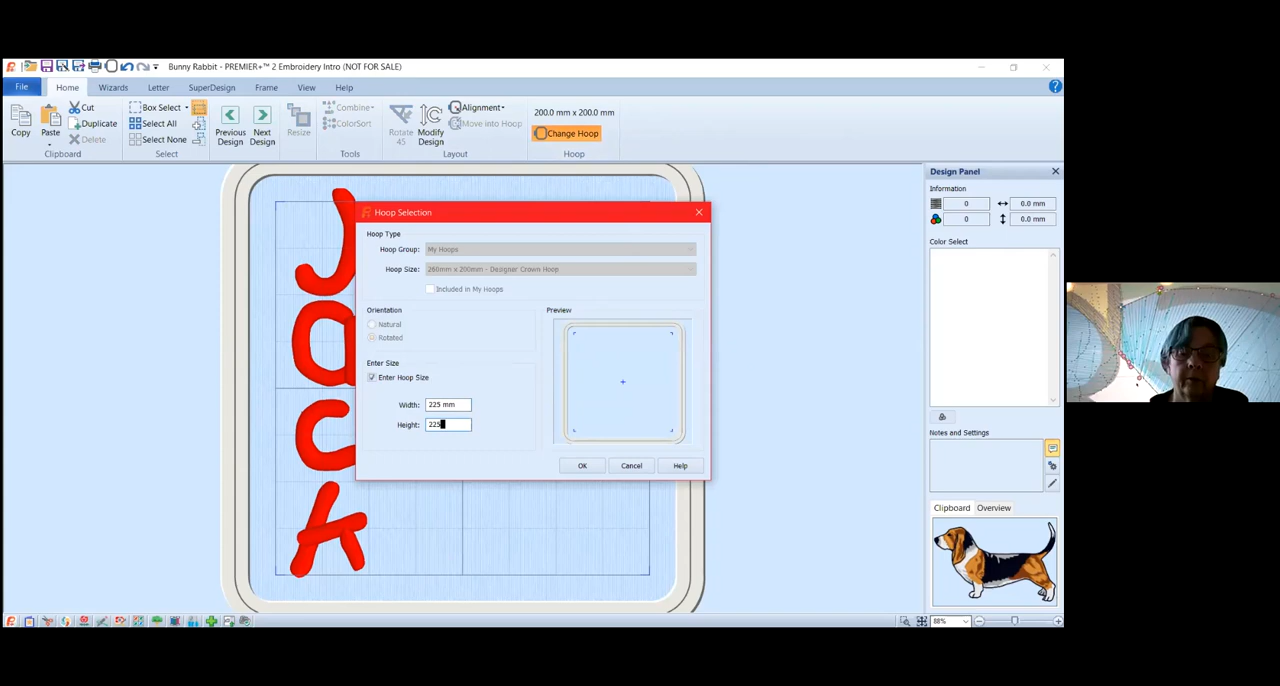 Bunny Rabbit - PREMIER+™ 2 Embroidery Intro (NOT FOR SALE)
File Home Wizards Letter SuperDesign Frame View Help
Copy
Paste
Cut
Duplicate
Delete
Clipboard
Box Select
Select All
Select None
Select
Previous Design
Next Design
Resize
Combine
ColorSort
Tools
Rotate 45
Modify Design
Alignment
Move into Hoop
Layout
200.0 mm x 200.0 mm
Change Hoop
Hoop
Jack
Hoop Selection
Hoop Type
Hoop Group: My Hoops
Hoop Size: 260mm x 200mm - Designer Crown Hoop
Included in My Hoops
Orientation
Natural
Rotated
Enter Size
Enter Hoop Size
Width: 225 mm
Height: 225
Preview
OK Cancel Help
Design Panel
Information
0 0.0 mm
0 0.0 mm
Color Select
Notes and Settings
Clipboard Overview
88%